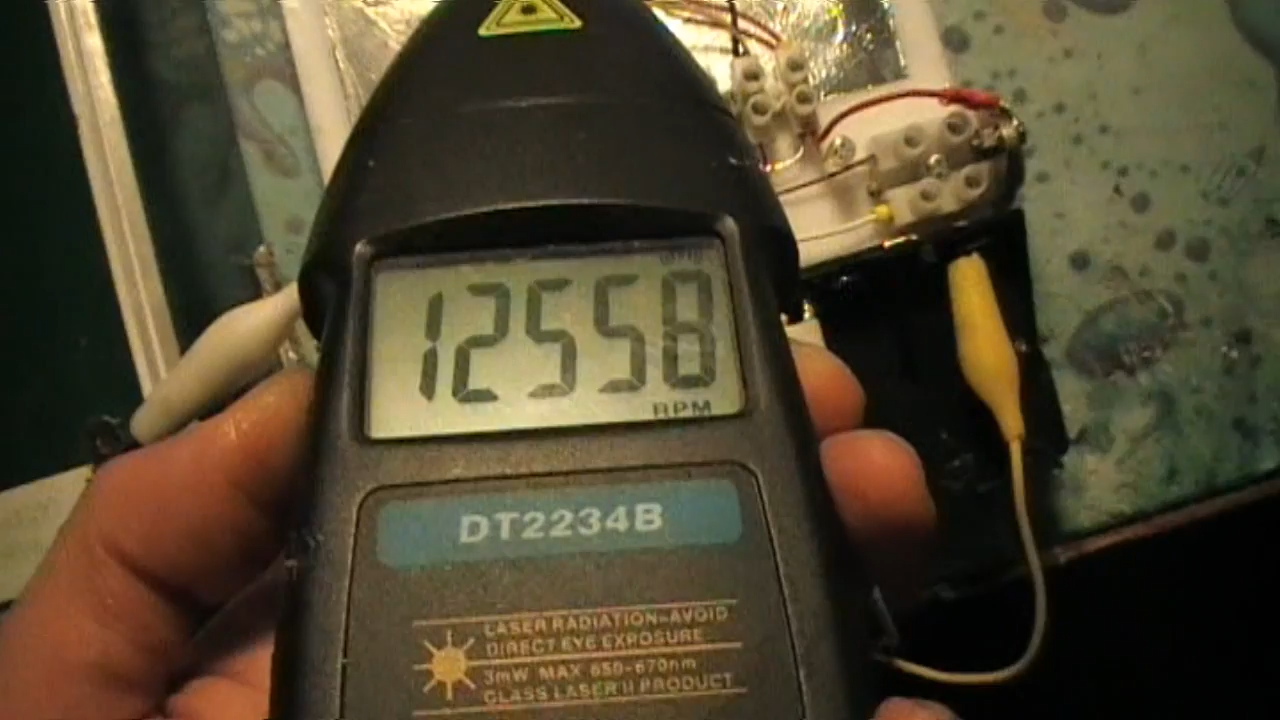 12558
RPM
DT2234B
LASER RADIATION-AVOID
DIRECT EYE EXPOSURE
3mW MAX 650-670nm
CLASS LASER II PRODUCT